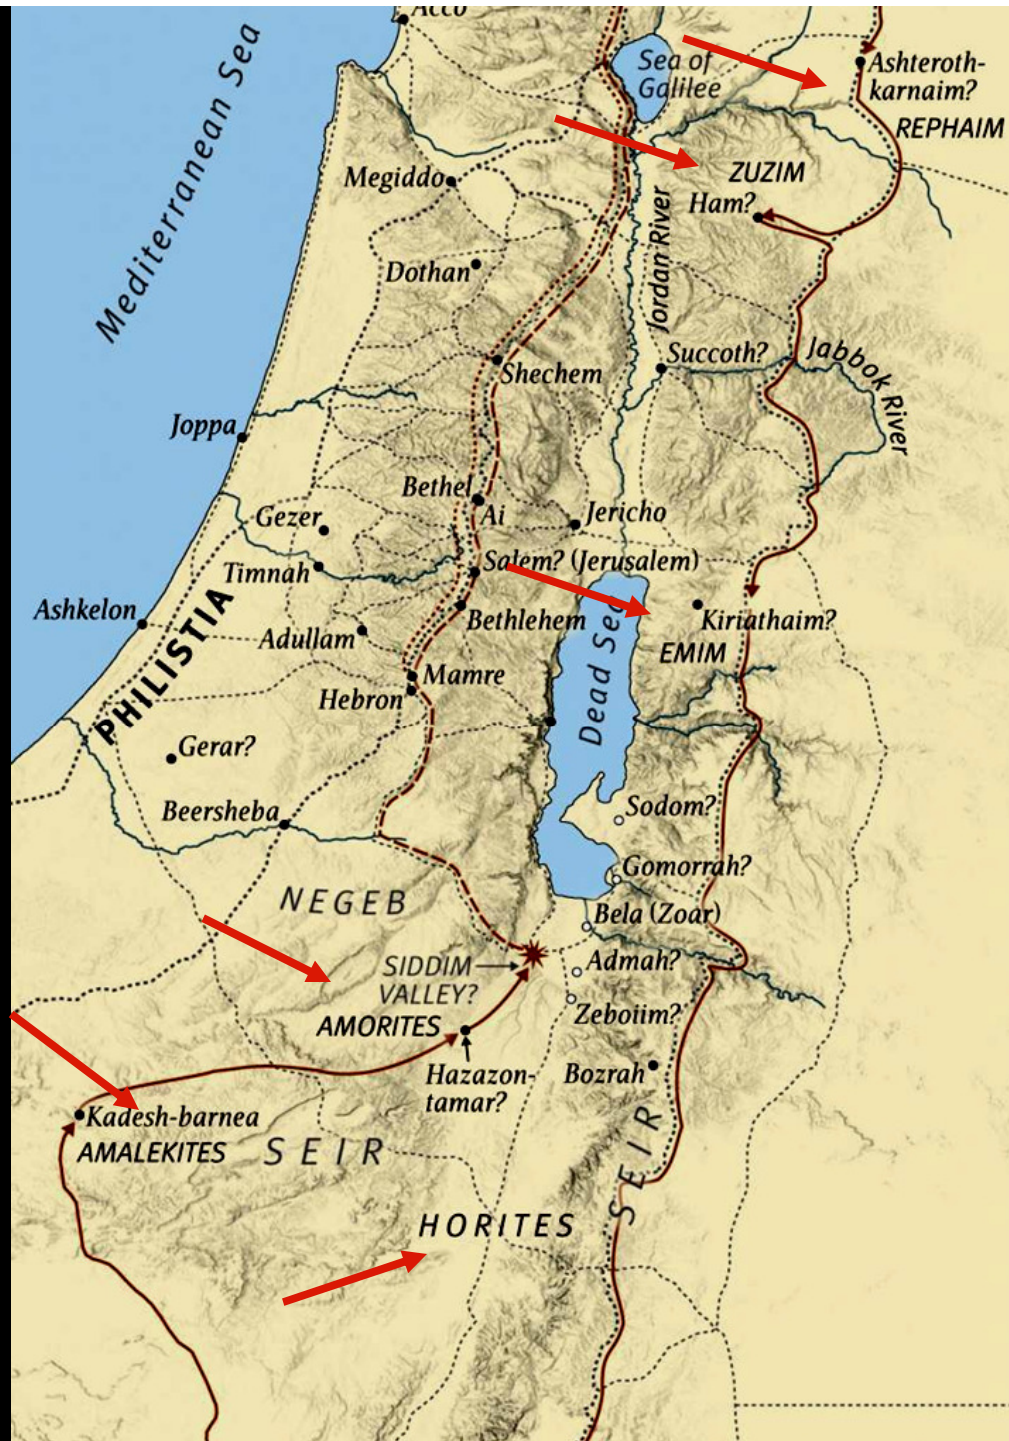 Acco
Mediterranean Sea
Sea of
Galilee
Ashteroth-
karnaim?
REPHAIM
Megiddo
ZUZIM
Ham?
Jordan River
Dothan
Shechem
Succoth?
Jabbok River
Joppa
Bethel
Ai
Jericho
Gezer
Salem? (Jerusalem)
Timnah
Ashkelon
PHILISTIA
Bethlehem
Kiriathaim?
Adullam
EMIM
Dead Sea
Mamre
Hebron
Gerar?
Beersheba
Sodom?
Gomorrah?
NEGEB
Bela (Zoar)
SIDDIM
VALLEY?
Admah?
AMORITES
Zeboiim?
Hazazon-
tamar?
Bozrah
Kadesh-barnea
AMALEKITES
SEIR
SEIR
HORITES